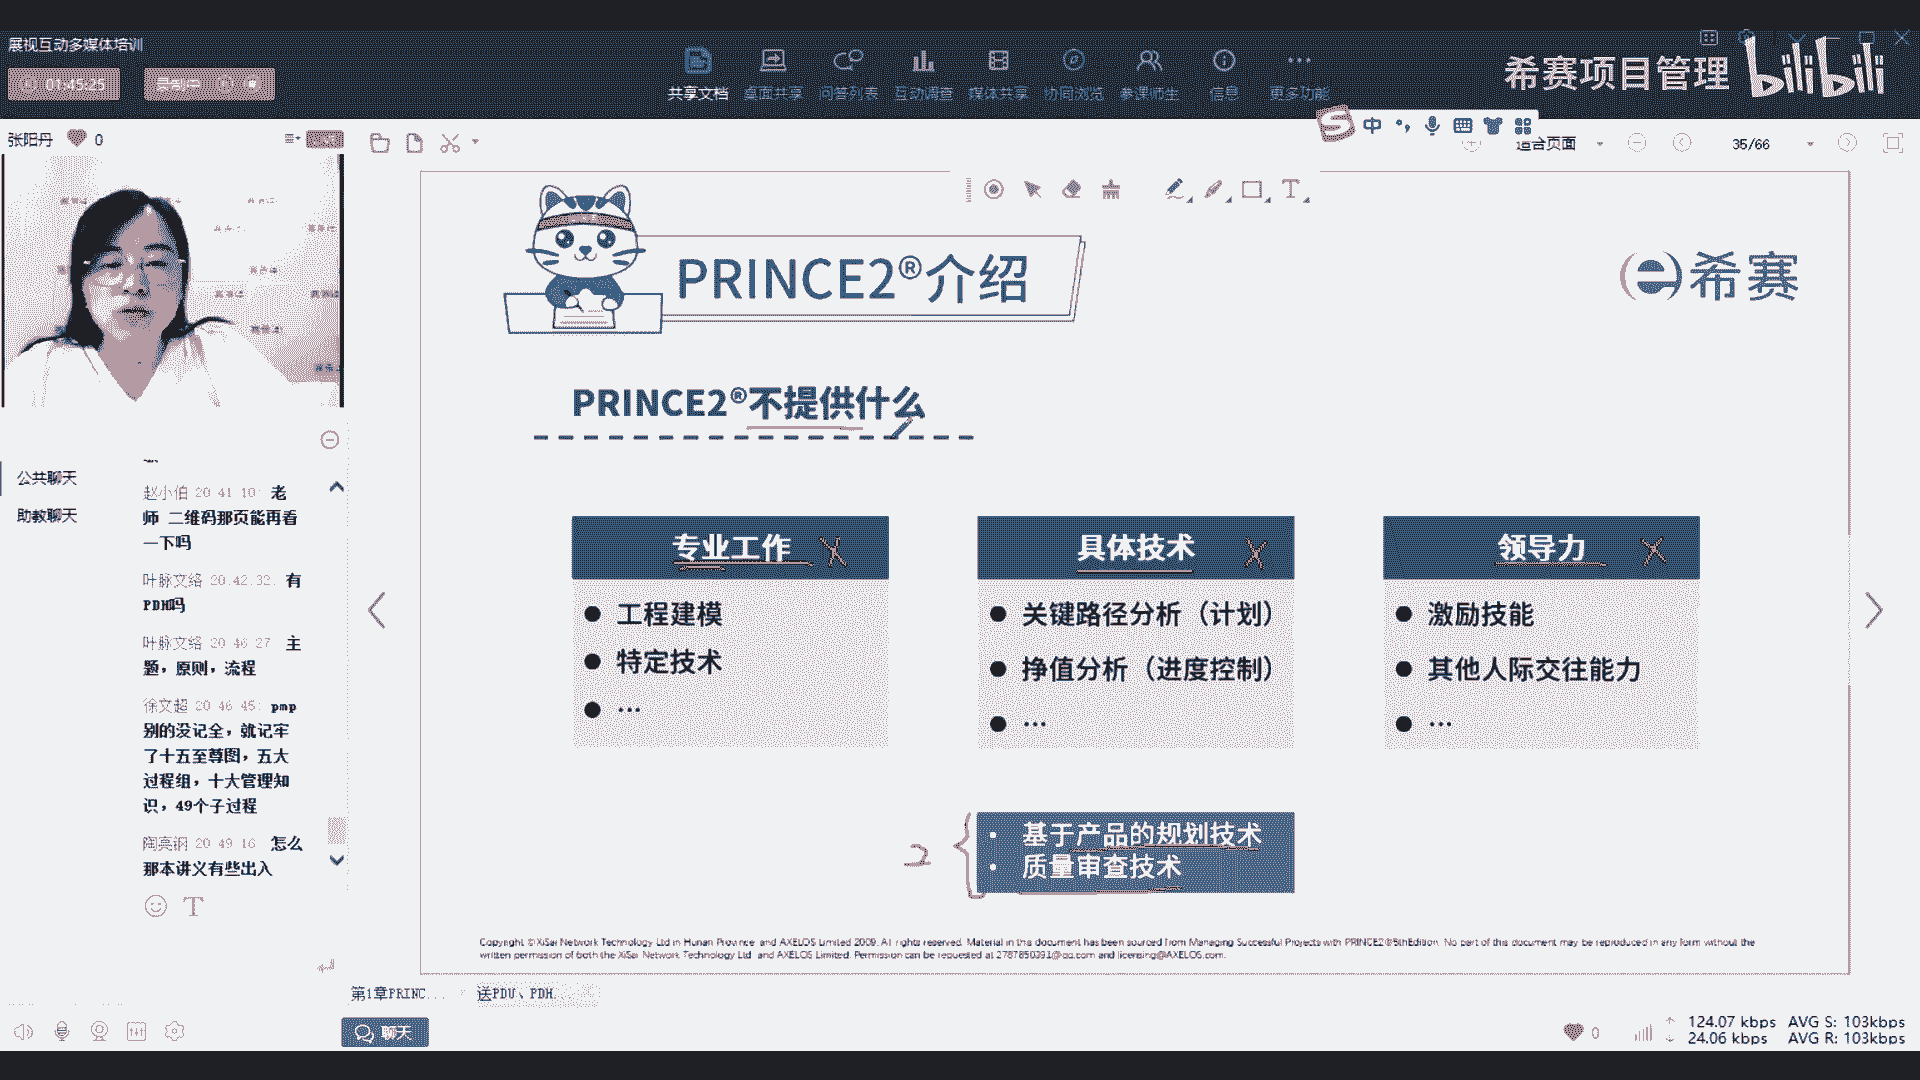 展视互动多媒体培训
01:45:25
录制中
共享文档 桌面共享 问答列表 互动调查 媒体共享 协同浏览 参课师生 信息 更多功能
希赛项目管理 bilibili
张阳丹 0
中
适合页面
35/66
PRINCE2®介绍
希赛
PRINCE2®不提供什么
专业工作
工程建模
特定技术
...
具体技术
关键路径分析（计划）
挣值分析（进度控制）
...
领导力
激励技能
其他人际交往能力
...
2
基于产品的规划技术
质量审查技术
Copyright © XiSai Network Technology Ltd in Hunan Province and AXELOS Limited 2009. All rights reserved. Material in this document has been sourced from Managing Successful Projects with PRINCE2®5thEdition. No part of this document may be reproduced in any form without the
written permission of both the XiSai Network Technology Ltd. and AXELOS Limited. Permission can be requested at 2787850391@qq.com and licensing@AXELOS.com.
公共聊天
助教聊天
赵小伯 20:41:10: 老
师 二维码那页能再看
一下吗
叶脉文络 20:42:32: 有
PDH吗
叶脉文络 20:46:27: 主
题，原则，流程
徐文超 20:46:45: pmp
别的没记全，就记牢
了十五至尊图，五大
过程组，十大管理知
识，49个子过程
陶亮钢 20:49:16: 怎么
那本讲义有些出入
T
第1章PRINC...
送PDU、PDH...
聊天
0
124.07 kbps AVG S: 103kbps
24.06 kbps AVG R: 103kbps